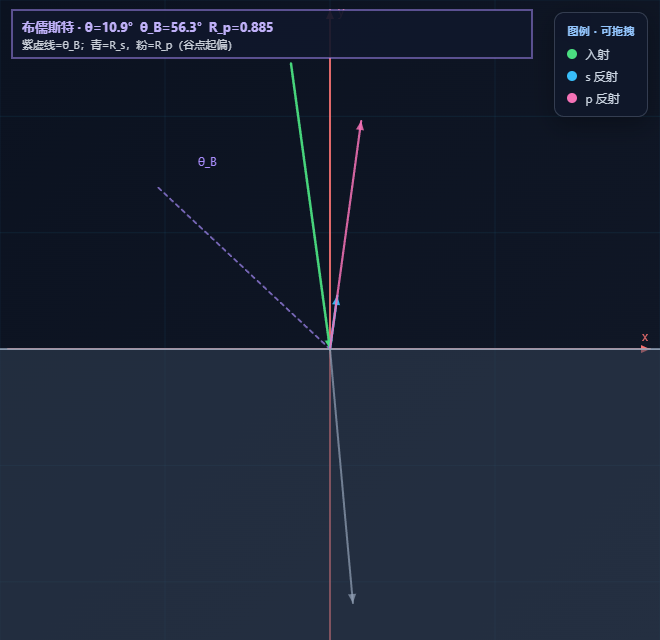 布儒斯特 · θ=10.9° θ_B=56.3° R_p=0.885
紫虚线=θ_B；青=R_s，粉=R_p（谷点起偏）
图例 · 可拖拽
入射
s 反射
p 反射
θ_B
x